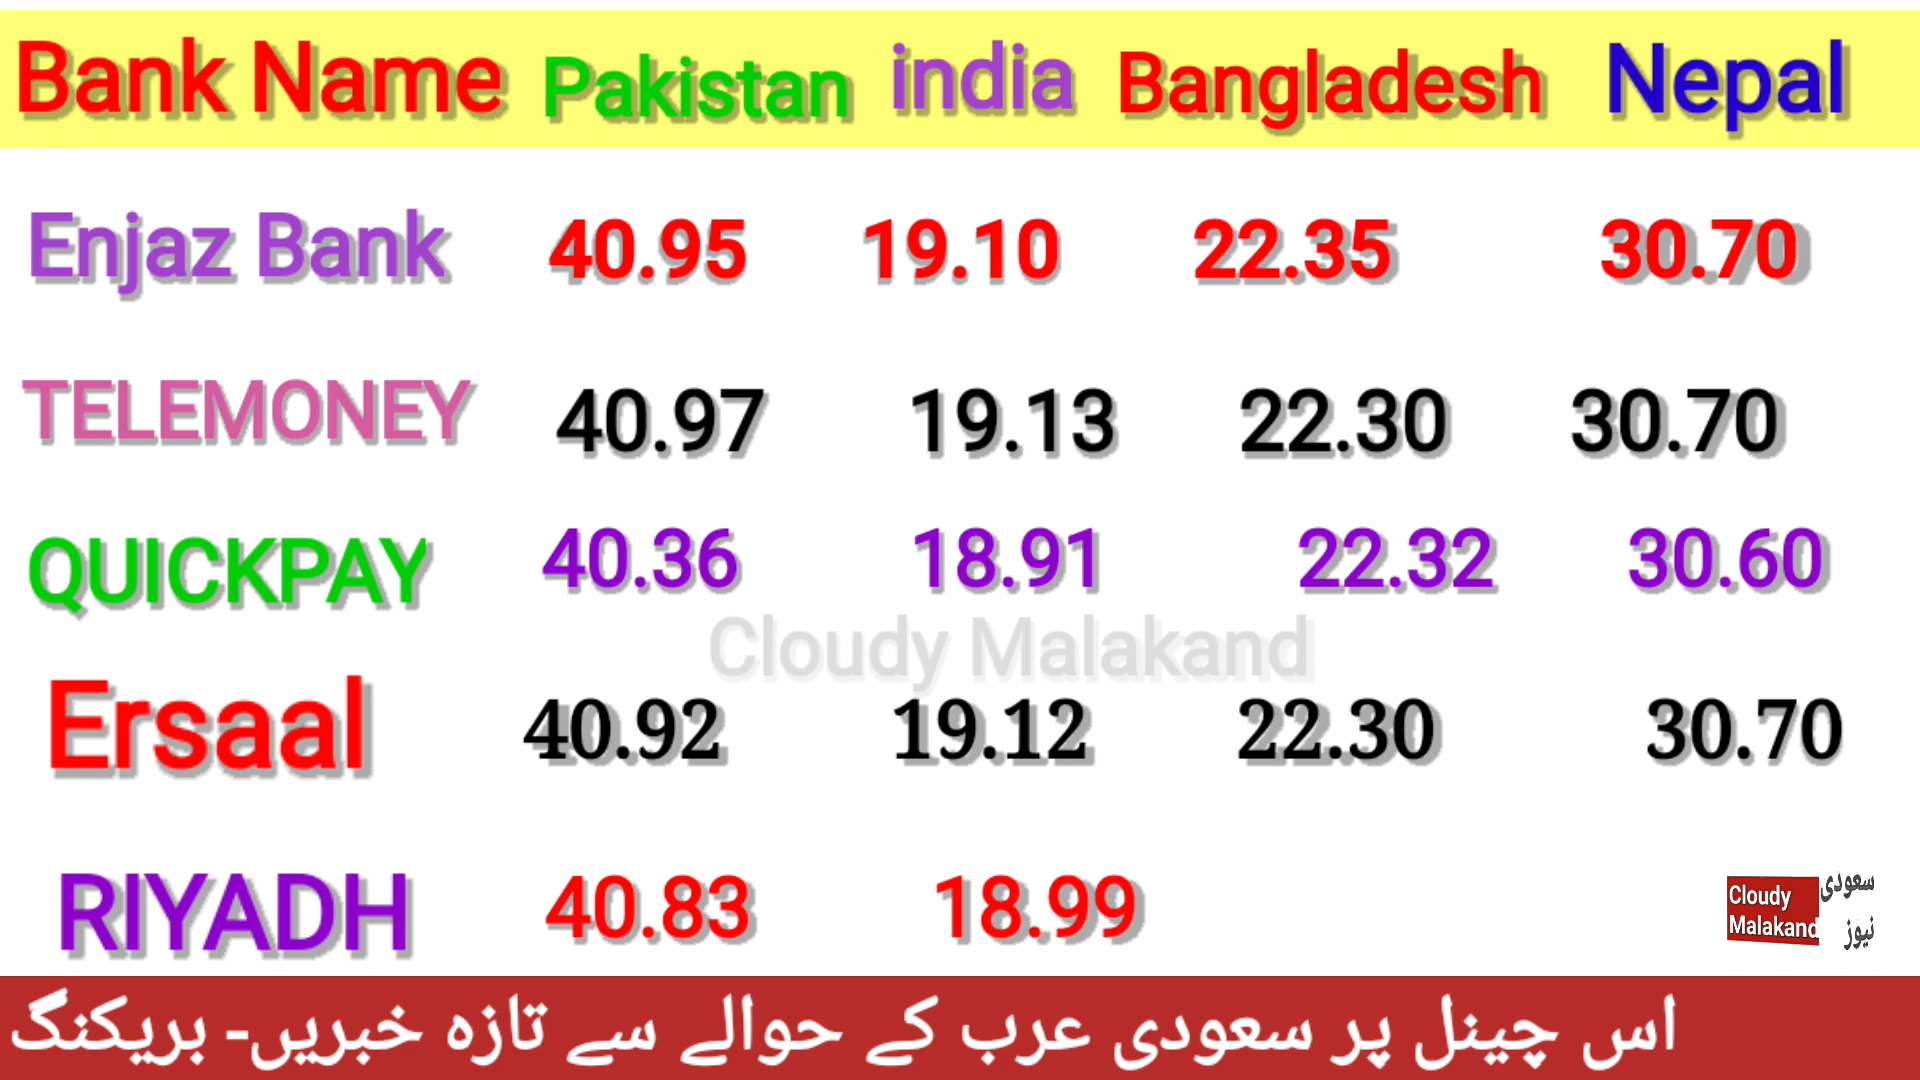 Bank Name Pakistan india Bangladesh Nepal
Enjaz Bank 40.95 19.10 22.35 30.70
TELEMONEY 40.97 19.13 22.30 30.70
QUICKPAY 40.36 18.91 22.32 30.60
Cloudy Malakand
Ersaal 40.92 19.12 22.30 30.70
RIYADH 40.83 18.99
Cloudy سعودی
Malakand نیوز
اس چینل پر سعودی عرب کے حوالے سے تازہ خبریں- بریکنگ